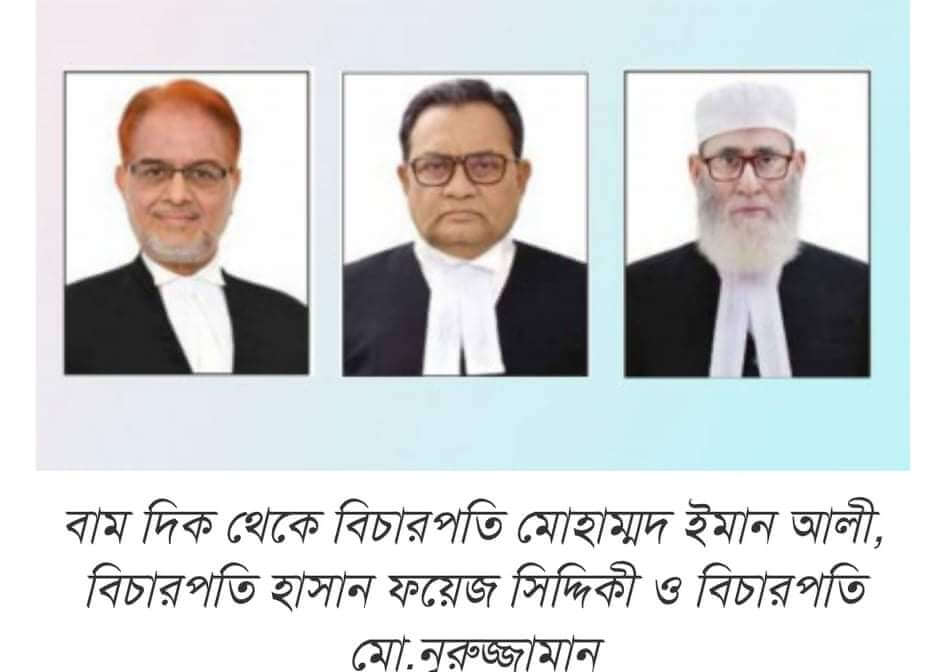 বাম দিক থেকে বিচারপতি মোহাম্মদ ইমান আলী,
বিচারপতি হাসান ফয়েজ সিদ্দিকী ও বিচারপতি
মো.নূরুজ্জামান